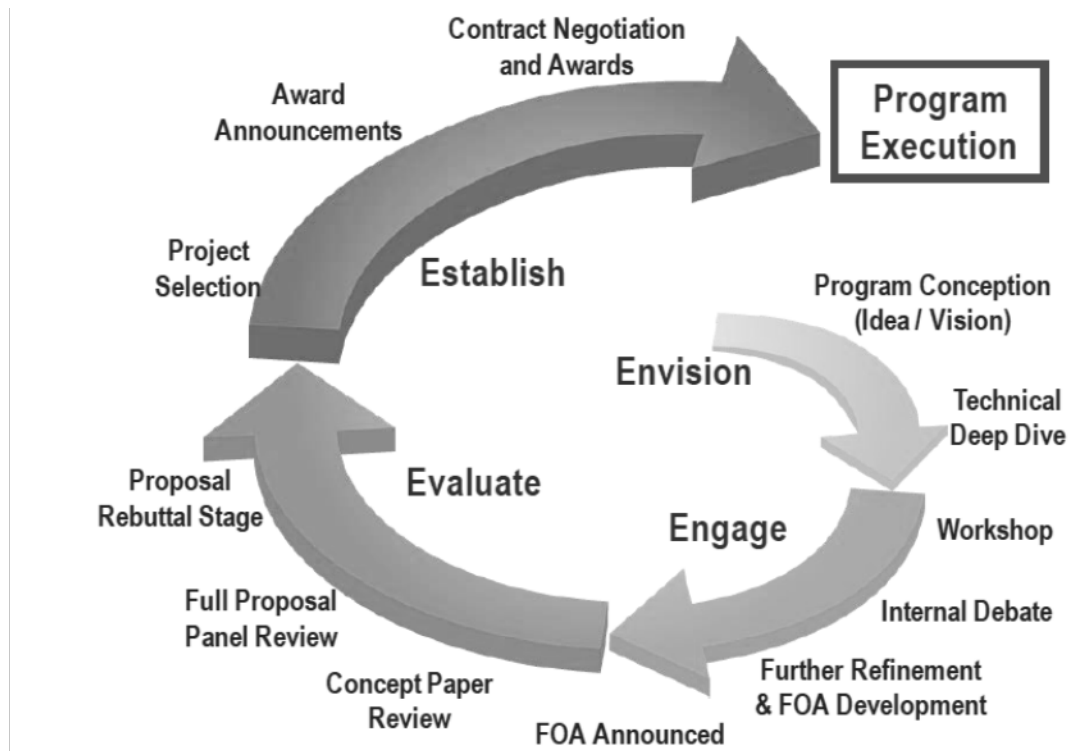 Contract Negotiation
and Awards
Award
Announcements
Program
Execution
Project
Selection
Establish
Program Conception
(Idea / Vision)
Envision
Technical
Deep Dive
Proposal
Rebuttal Stage
Evaluate
Engage
Workshop
Full Proposal
Panel Review
Internal Debate
Concept Paper
Review
Further Refinement
& FOA Development
FOA Announced